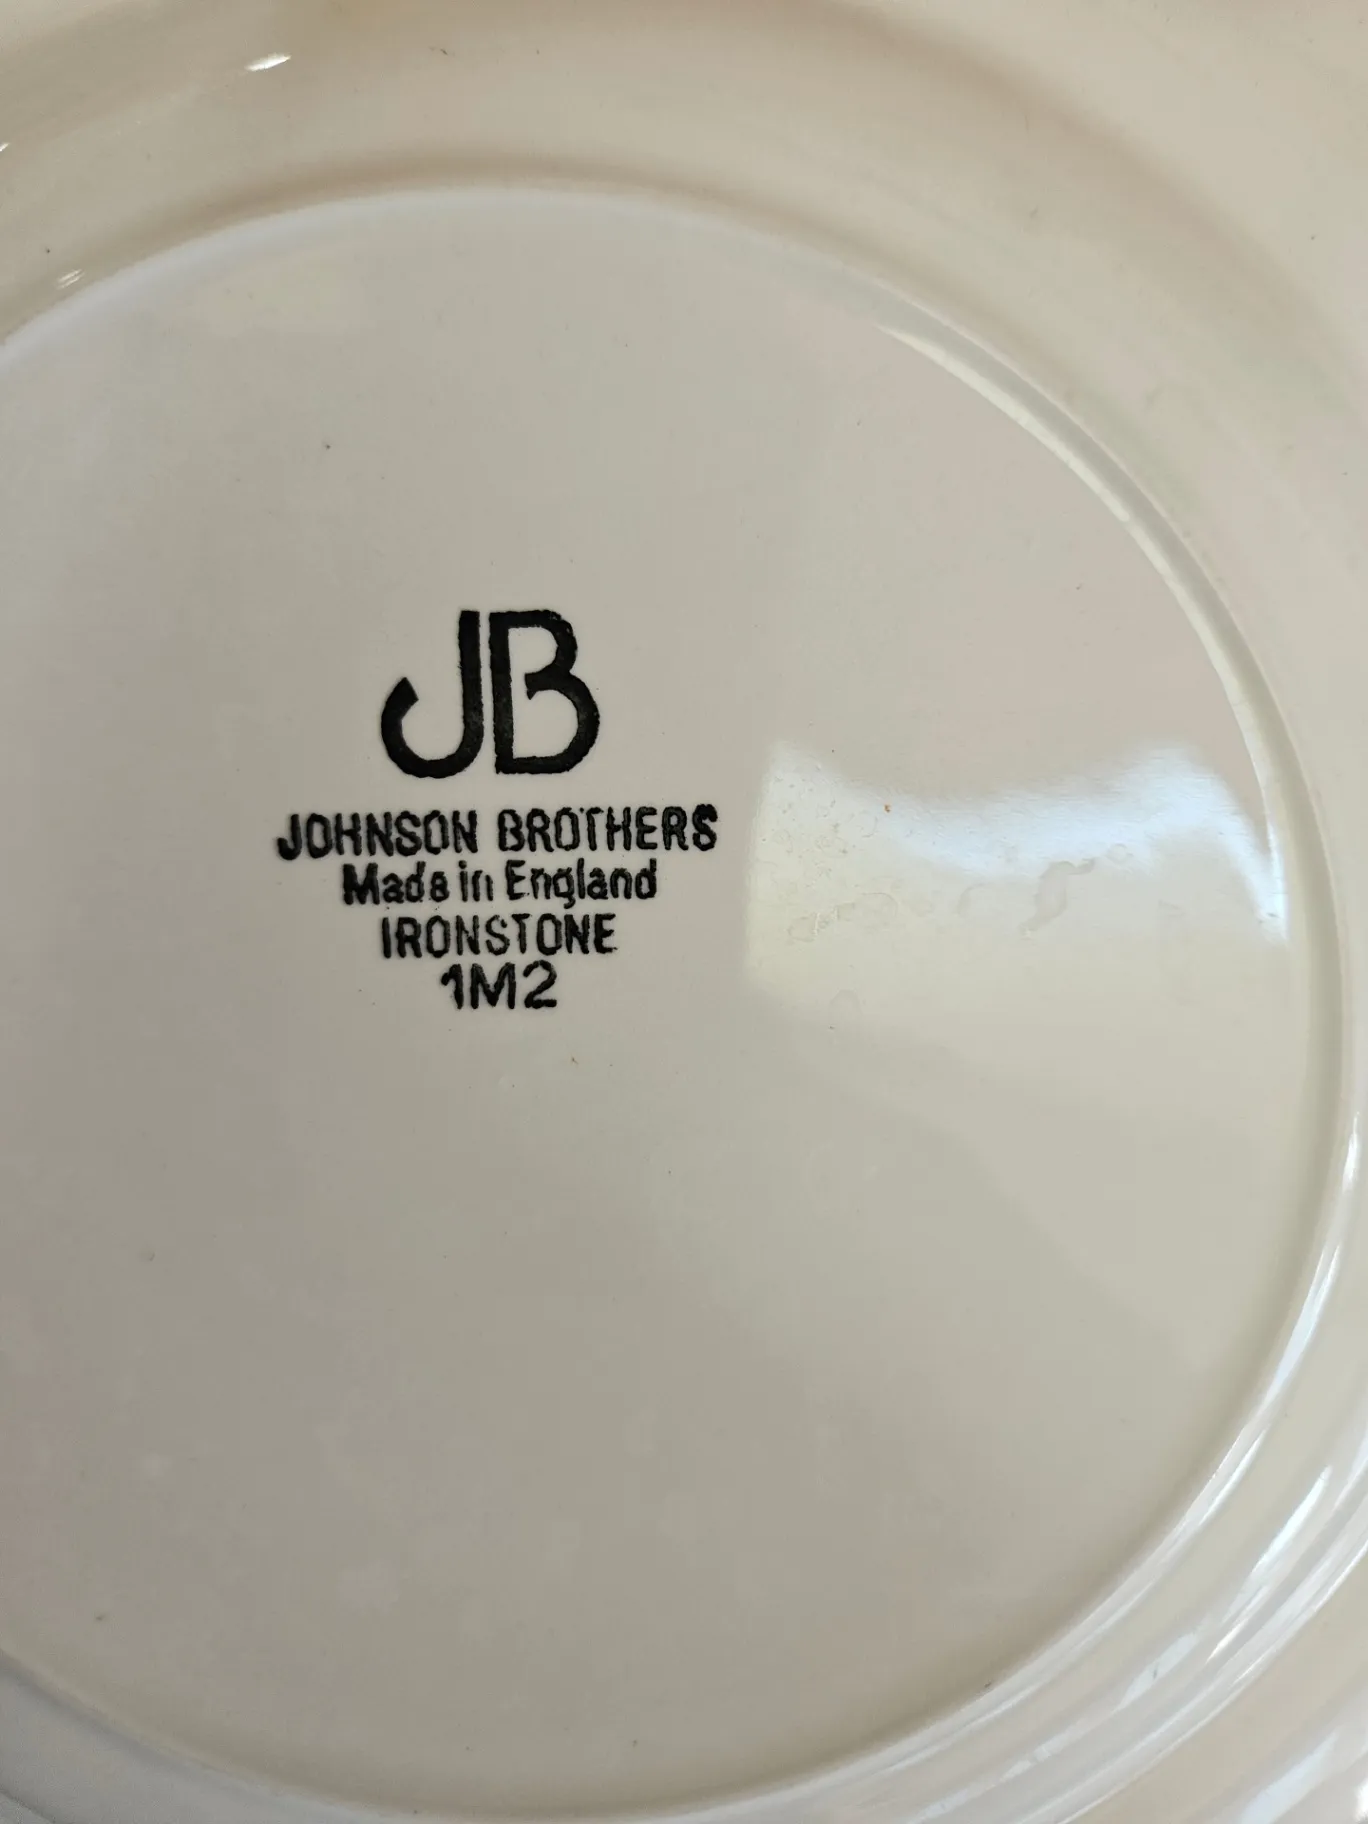 JB
JOHNSON BROTHERS
Made in England
IRONSTONE
1M2